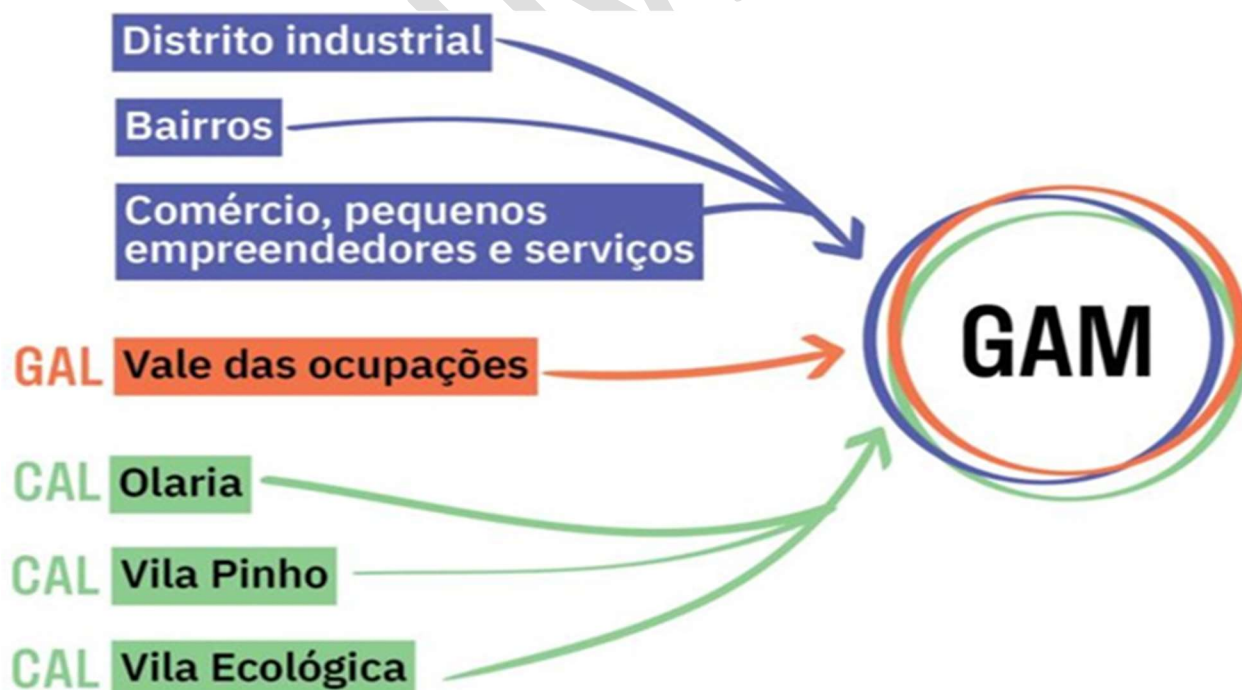 Distrito industrial
Bairros
Comércio, pequenos
empreendedores e serviços
GAL Vale das ocupações
CAL Olaria
CAL Vila Pinho
CAL Vila Ecológica
GAM